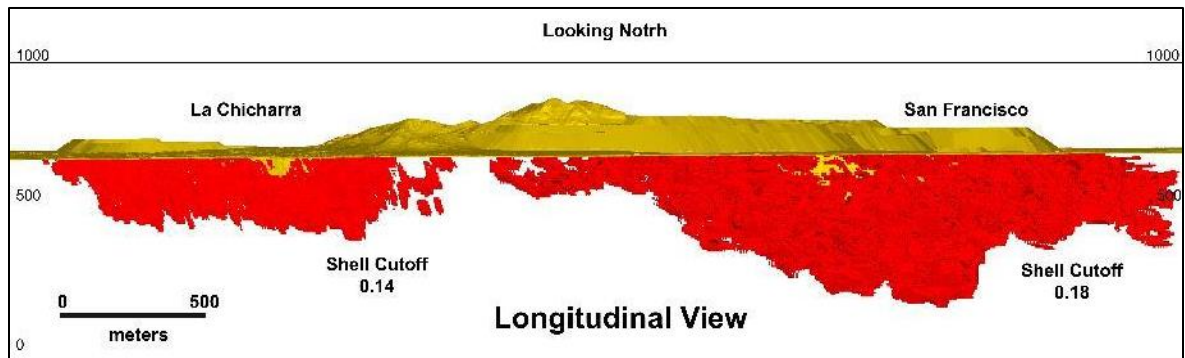 Looking Notrh
1000
1000
La Chicharra
San Francisco
500
500
Shell Cutoff
0.14
Shell Cutoff
0.18
0 500
meters
Longitudinal View
0